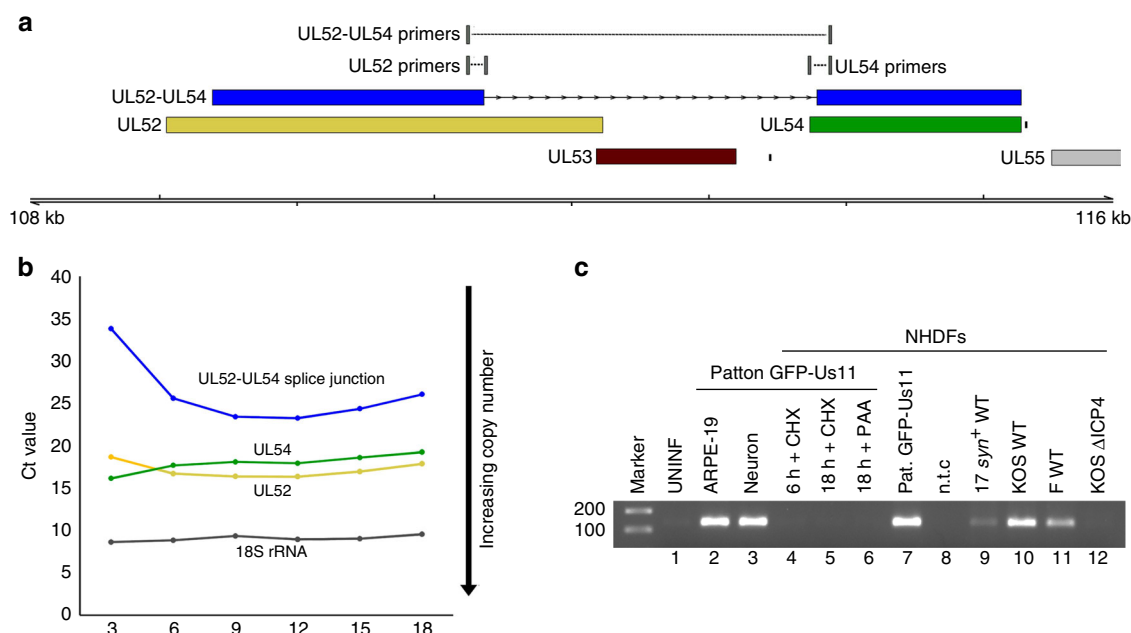 a
UL52-UL54 primers
UL52 primers
UL54 primers
UL52-UL54
UL52
UL54
UL53
UL55
108 kb
116 kb
b
40
35
30
25
20
15
10
5
0
Ct value
UL52-UL54 splice junction
UL54
UL52
18S rRNA
3 6 9 12 15 18
Increasing copy number
c
NHDFs
Patton GFP-Us11
Marker
UNINF
ARPE-19
Neuron
6 h + CHX
18 h + CHX
18 h + PAA
Pat. GFP-Us11
n.t.c
17 syn+ WT
KOS WT
F WT
KOS ΔICP4
200
100
1 2 3 4 5 6 7 8 9 10 11 12